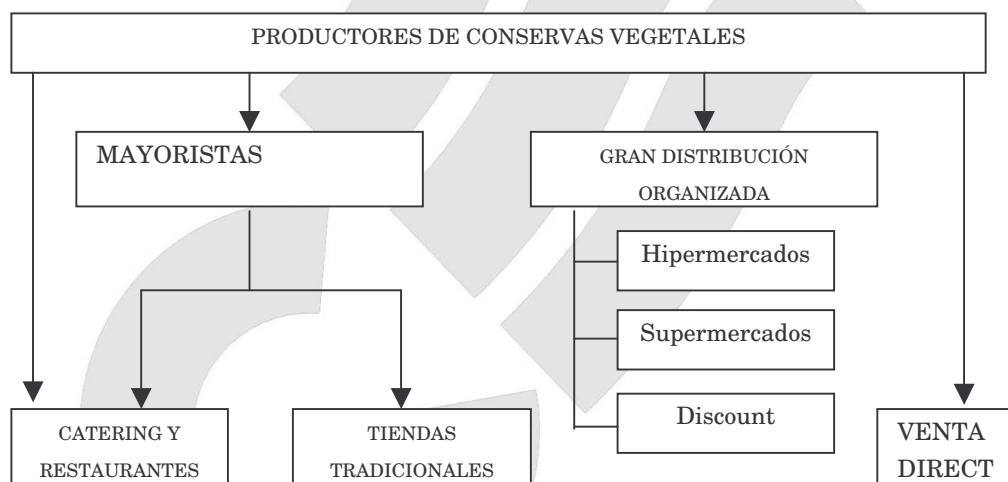 PRODUCTORES DE CONSERVAS VEGETALES
MAYORISTAS
GRAN DISTRIBUCIÓN
ORGANIZADA
Hipermercados
Supermercados
Discount
CATERING Y
RESTAURANTES
TIENDAS
TRADICIONALES
VENTA
DIRECT